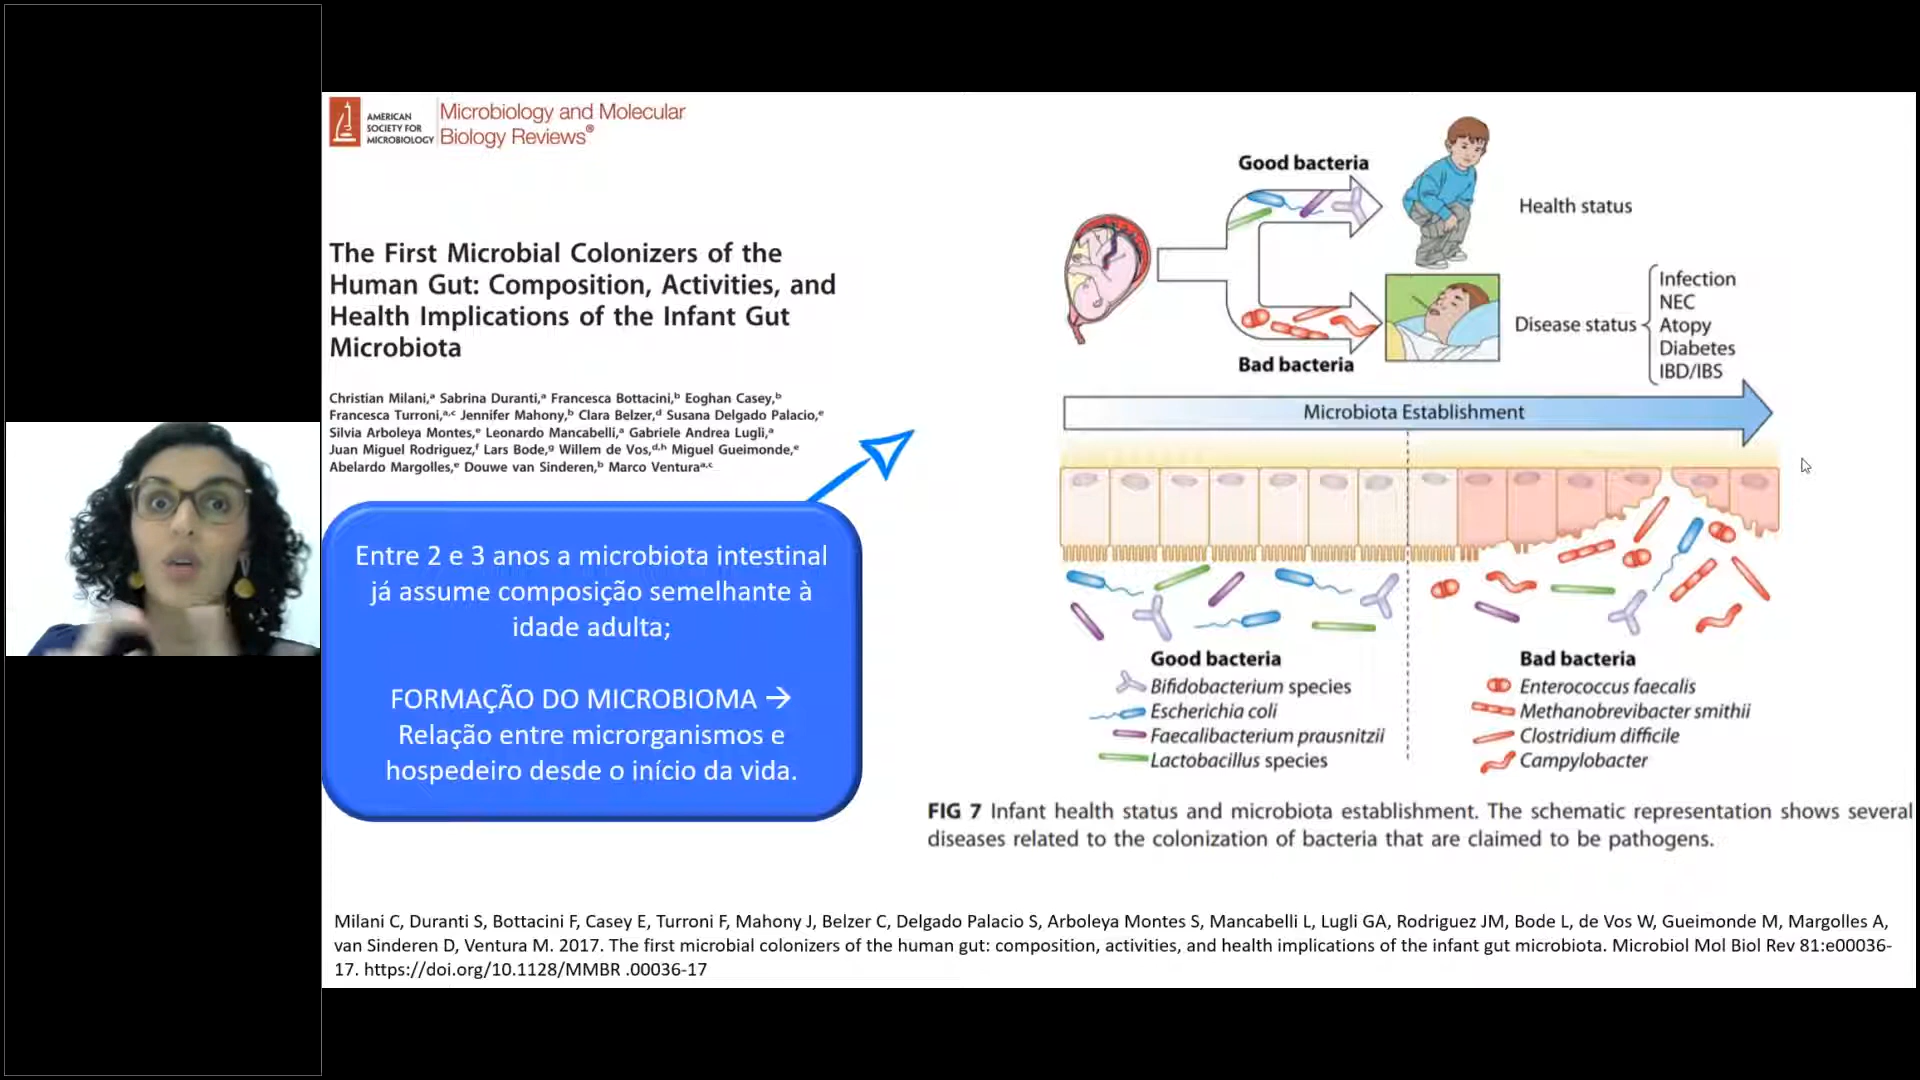 AMERICAN
SOCIETY FOR
MICROBIOLOGY
Microbiology and Molecular
Biology Reviews®
The First Microbial Colonizers of the
Human Gut: Composition, Activities, and
Health Implications of the Infant Gut
Microbiota
Christian Milani,ᵃ Sabrina Duranti,ᵃ Francesca Bottacini,ᵇ Eoghan Casey,ᵇ
Francesca Turroni,ᵃ·ᶜ Jennifer Mahony,ᵇ Clara Belzer,ᵈ Susana Delgado Palacio,ᵉ
Silvia Arboleya Montes,ᵉ Leonardo Mancabelli,ᵃ Gabriele Andrea Lugli,ᵃ
Juan Miguel Rodriguez,ᶠ Lars Bode,ᵍ Willem de Vos,ᵈ·ʰ Miguel Gueimonde,ᵉ
Abelardo Margolles,ᵉ Douwe van Sinderen,ᵇ Marco Ventura ᵃ·ᶜ
Entre 2 e 3 anos a microbiota intestinal
já assume composição semelhante à
idade adulta;
FORMAÇÃO DO MICROBIOMA →
Relação entre microrganismos e
hospedeiro desde o início da vida.
Good bacteria
Health status
Bad bacteria
Disease status
Infection
NEC
Atopy
Diabetes
IBD/IBS
Microbiota Establishment
Good bacteria
Bifidobacterium species
Escherichia coli
Faecalibacterium prausnitzii
Lactobacillus species
Bad bacteria
Enterococcus faecalis
Methanobrevibacter smithii
Clostridium difficile
Campylobacter
FIG 7 Infant health status and microbiota establishment. The schematic representation shows several
diseases related to the colonization of bacteria that are claimed to be pathogens.
Milani C, Duranti S, Bottacini F, Casey E, Turroni F, Mahony J, Belzer C, Delgado Palacio S, Arboleya Montes S, Mancabelli L, Lugli GA, Rodriguez JM, Bode L, de Vos W, Gueimonde M, Margolles A,
van Sinderen D, Ventura M. 2017. The first microbial colonizers of the human gut: composition, activities, and health implications of the infant gut microbiota. Microbiol Mol Biol Rev 81:e00036-
17. https://doi.org/10.1128/MMBR .00036-17